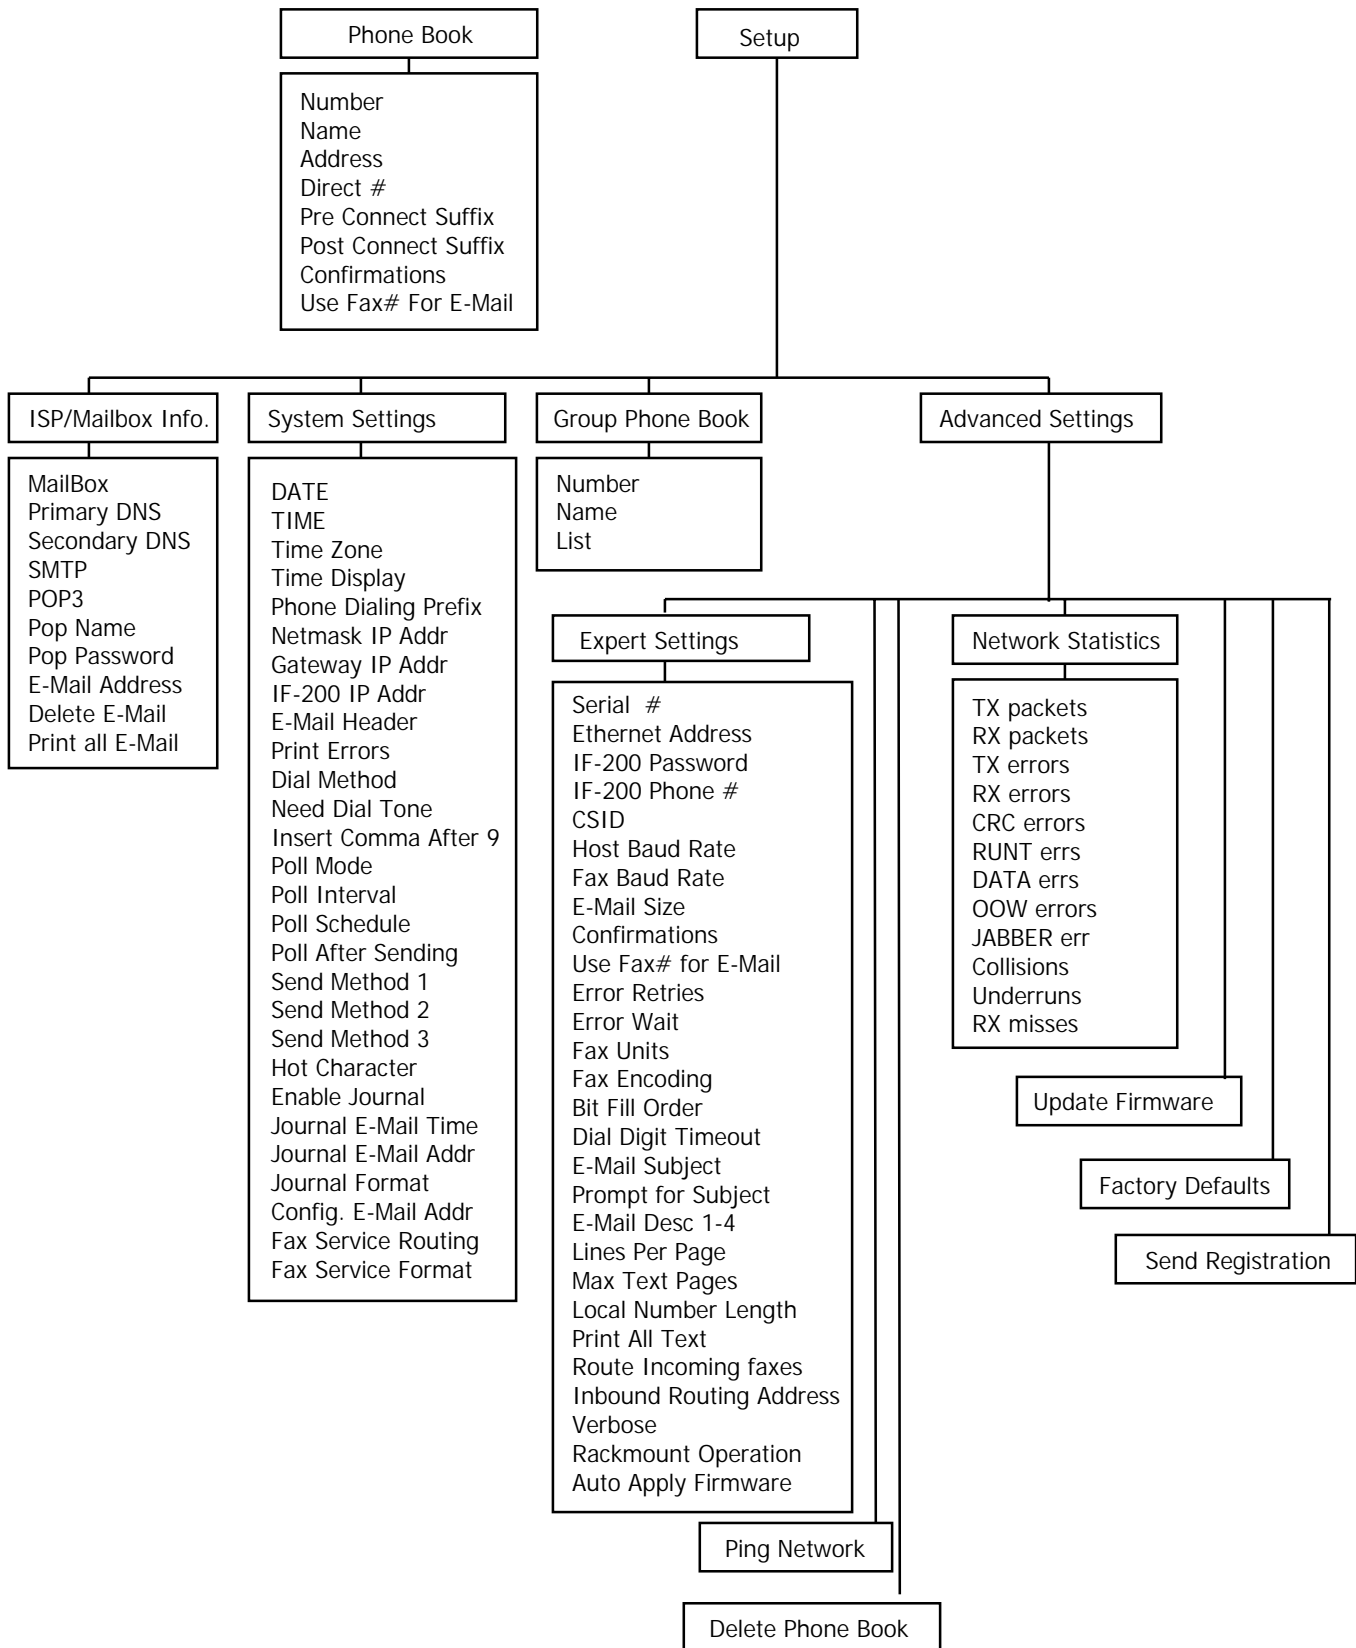 Phone Book
Setup
Number
Name
Address
Direct #
Pre Connect Suffix
Post Connect Suffix
Confirmations
Use Fax# For E-Mail
ISP/Mailbox Info.
System Settings
Group Phone Book
Advanced Settings
MailBox
Primary DNS
Secondary DNS
SMTP
POP3
Pop Name
Pop Password
E-Mail Address
Delete E-Mail
Print all E-Mail
DATE
TIME
Time Zone
Time Display
Phone Dialing Prefix
Netmask IP Addr
Gateway IP Addr
IF-200 IP Addr
E-Mail Header
Print Errors
Dial Method
Need Dial Tone
Insert Comma After 9
Poll Mode
Poll Interval
Poll Schedule
Poll After Sending
Send Method 1
Send Method 2
Send Method 3
Hot Character
Enable Journal
Journal E-Mail Time
Journal E-Mail Addr
Journal Format
Config. E-Mail Addr
Fax Service Routing
Fax Service Format
Number
Name
List
Expert Settings
Serial #
Ethernet Address
IF-200 Password
IF-200 Phone #
CSID
Host Baud Rate
Fax Baud Rate
E-Mail Size
Confirmations
Use Fax# for E-Mail
Error Retries
Error Wait
Fax Units
Fax Encoding
Bit Fill Order
Dial Digit Timeout
E-Mail Subject
Prompt for Subject
E-Mail Desc 1-4
Lines Per Page
Max Text Pages
Local Number Length
Print All Text
Route Incoming faxes
Inbound Routing Address
Verbose
Rackmount Operation
Auto Apply Firmware
Network Statistics
TX packets
RX packets
TX errors
RX errors
CRC errors
RUNT errs
DATA errs
OOW errors
JABBER err
Collisions
Underruns
RX misses
Update Firmware
Factory Defaults
Send Registration
Ping Network
Delete Phone Book